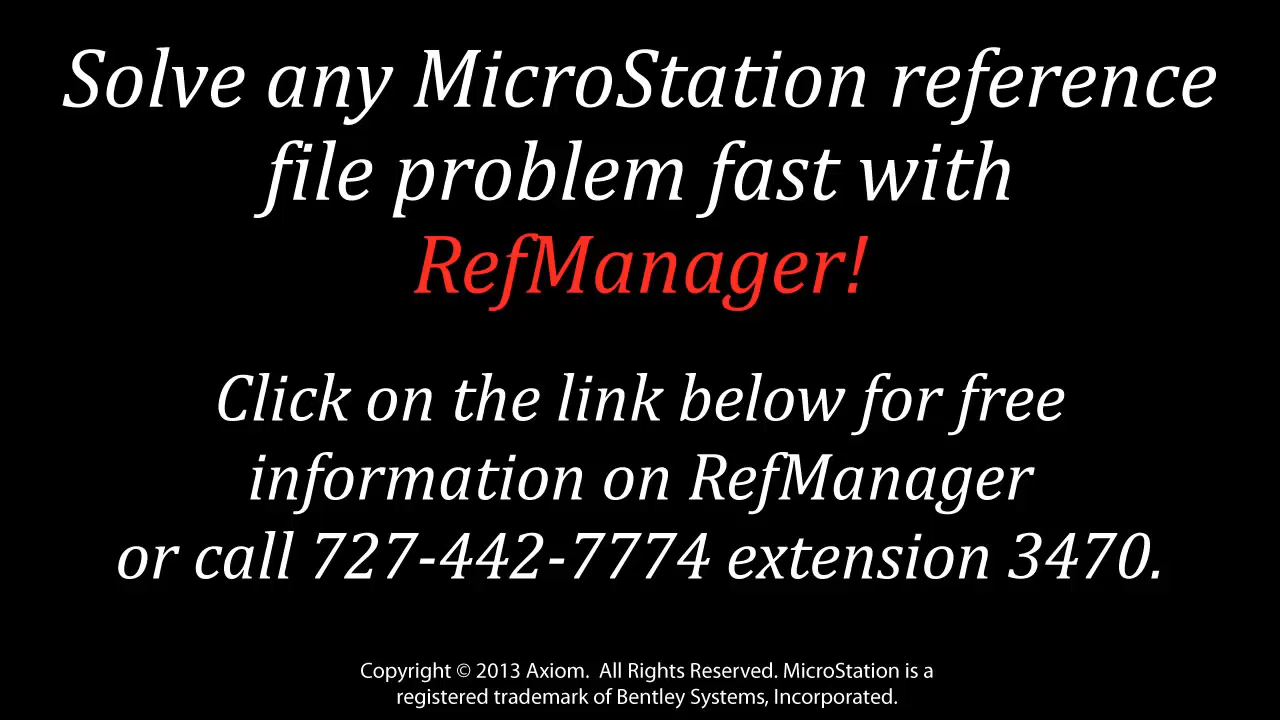 Solve any MicroStation reference
file problem fast with
RefManager!
Click on the link below for free
information on RefManager
or call 727-442-7774 extension 3470.
Copyright © 2013 Axiom.  All Rights Reserved. MicroStation is a
registered trademark of Bentley Systems, Incorporated.